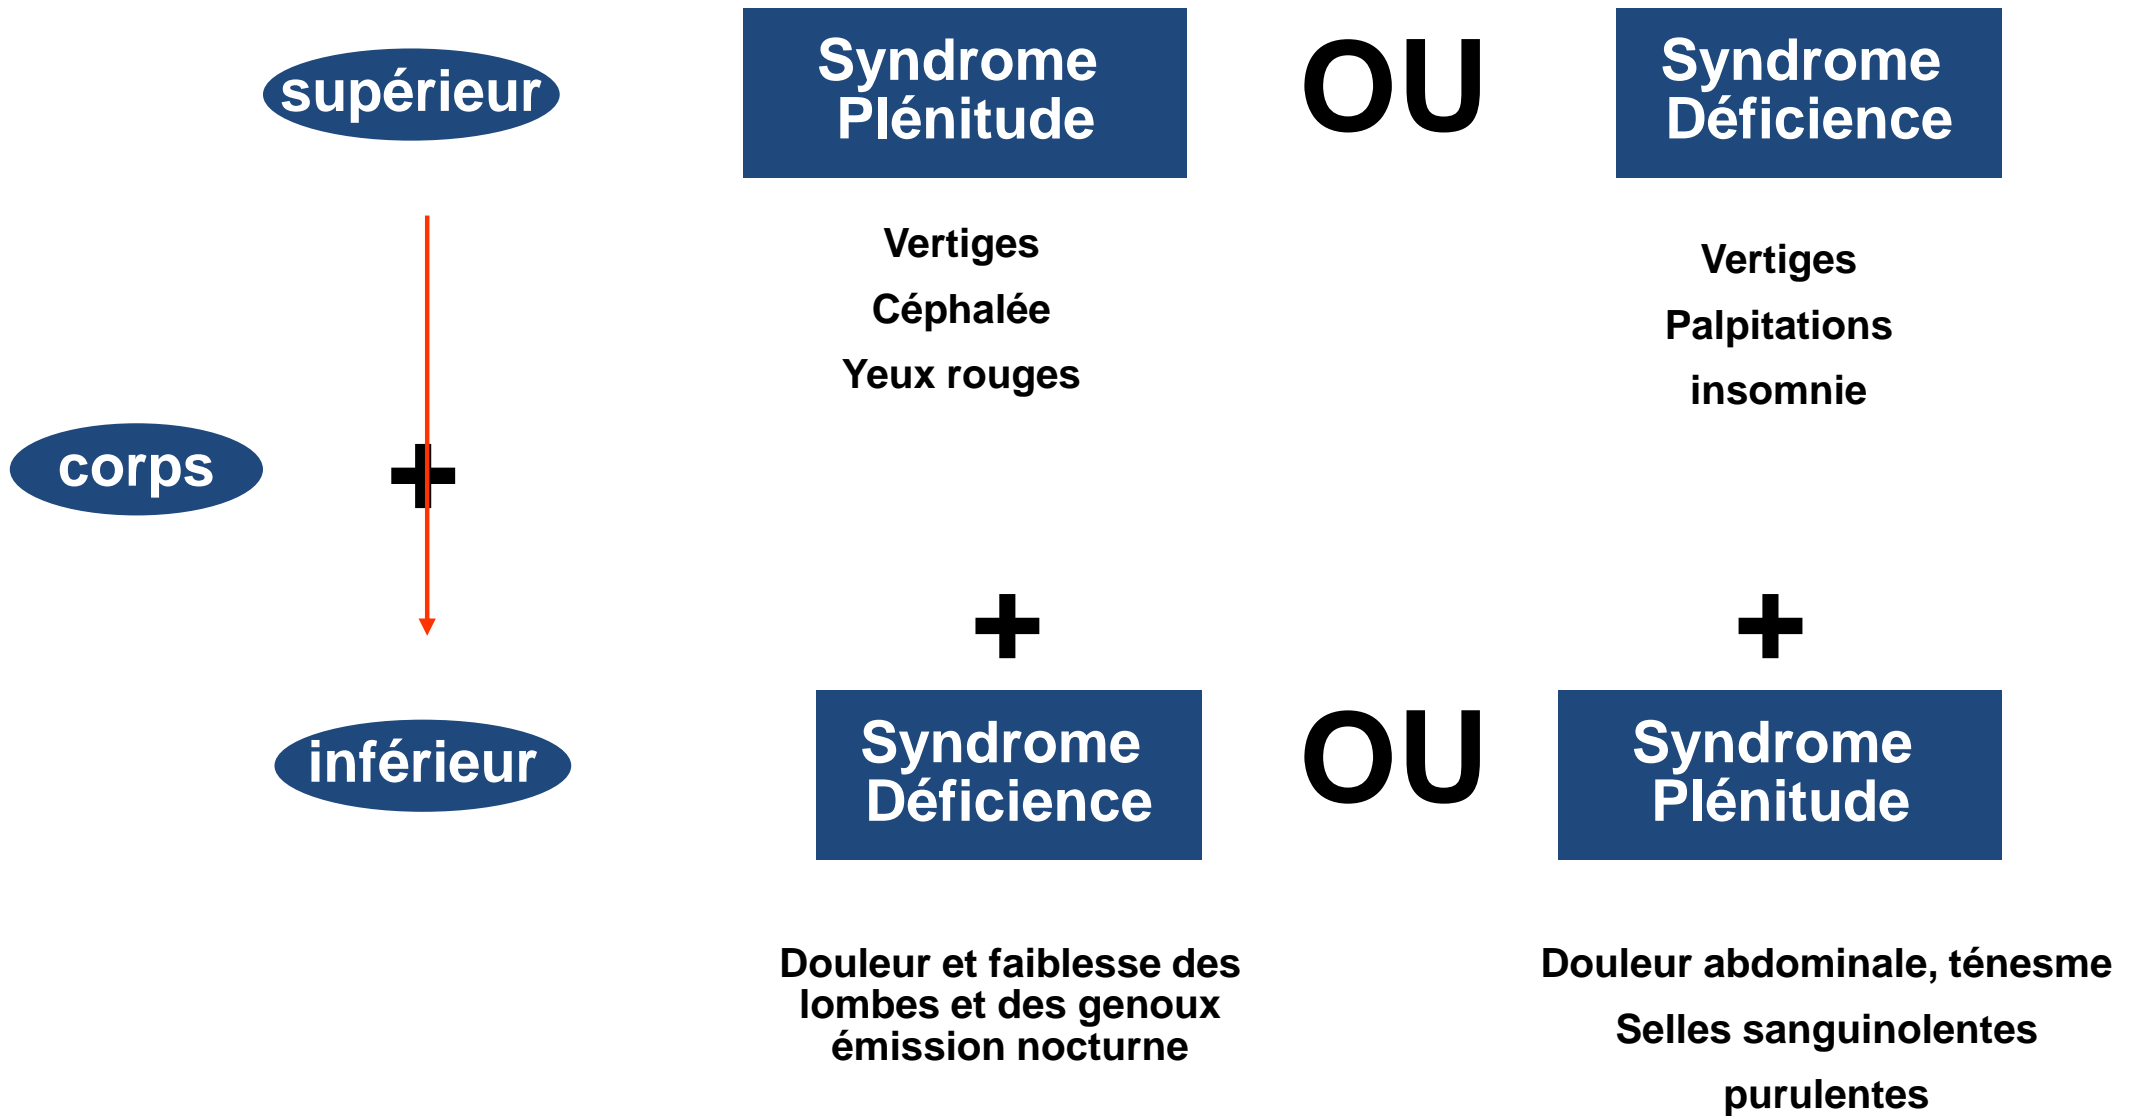 supérieur
Syndrome
Plénitude
OU
Syndrome
Déficience
Vertiges
Céphalée
Yeux rouges
Vertiges
Palpitations
insomnie
corps
+
+
+
inférieur
Syndrome
Déficience
OU
Syndrome
Plénitude
Douleur et faiblesse des
lombes et des genoux
émission nocturne
Douleur abdominale, ténesme
Selles sanguinolentes
purulentes